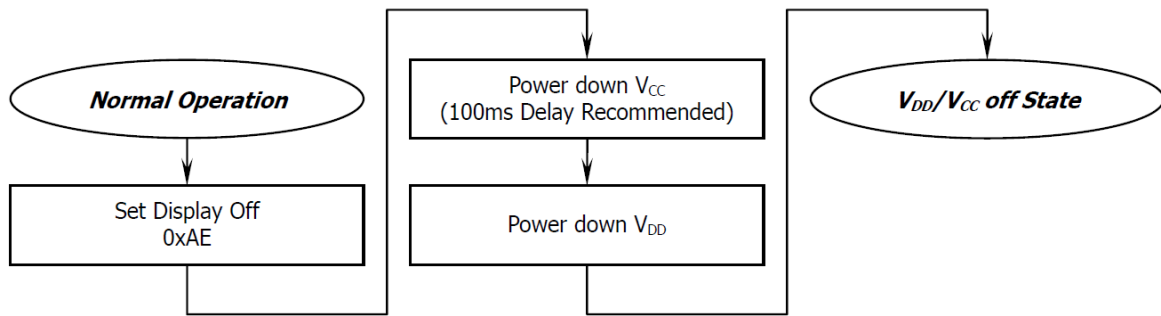 Normal Operation
Set Display Off
0xAE
Power down VCC
(100ms Delay Recommended)
Power down VDD
VDD/VCC off State